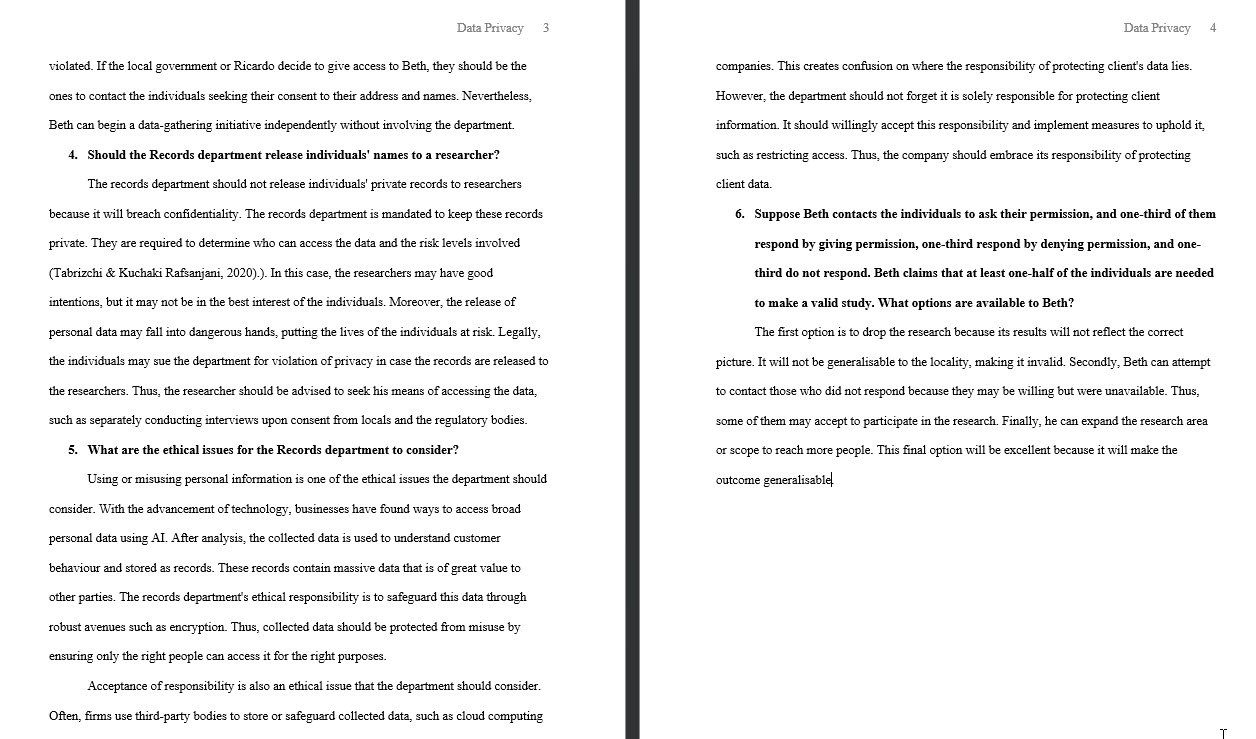 Data Privacy 3
violated. If the local government or Ricardo decide to give access to Beth, they should be the
ones to contact the individuals seeking their consent to their address and names. Nevertheless,
Beth can begin a data-gathering initiative independently without involving the department.
4. Should the Records department release individuals' names to a researcher?
The records department should not release individuals' private records to researchers
because it will breach confidentiality. The records department is mandated to keep these records
private. They are required to determine who can access the data and the risk levels involved
(Tabrizchi & Kuchaki Rafsanjani, 2020).). In this case, the researchers may have good
intentions, but it may not be in the best interest of the individuals. Moreover, the release of
personal data may fall into dangerous hands, putting the lives of the individuals at risk. Legally,
the individuals may sue the department for violation of privacy in case the records are released to
the researchers. Thus, the researcher should be advised to seek his means of accessing the data,
such as separately conducting interviews upon consent from locals and the regulatory bodies.
5. What are the ethical issues for the Records department to consider?
Using or misusing personal information is one of the ethical issues the department should
consider. With the advancement of technology, businesses have found ways to access broad
personal data using AI. After analysis, the collected data is used to understand customer
behaviour and stored as records. These records contain massive data that is of great value to
other parties. The records department's ethical responsibility is to safeguard this data through
robust avenues such as encryption. Thus, collected data should be protected from misuse by
ensuring only the right people can access it for the right purposes.
Acceptance of responsibility is also an ethical issue that the department should consider.
Often, firms use third-party bodies to store or safeguard collected data, such as cloud computing
Data Privacy 4
companies. This creates confusion on where the responsibility of protecting client's data lies.
However, the department should not forget it is solely responsible for protecting client
information. It should willingly accept this responsibility and implement measures to uphold it,
such as restricting access. Thus, the company should embrace its responsibility of protecting
client data.
6. Suppose Beth contacts the individuals to ask their permission, and one-third of them
respond by giving permission, one-third respond by denying permission, and one-
third do not respond. Beth claims that at least one-half of the individuals are needed
to make a valid study. What options are available to Beth?
The first option is to drop the research because its results will not reflect the correct
picture. It will not be generalisable to the locality, making it invalid. Secondly, Beth can attempt
to contact those who did not respond because they may be willing but were unavailable. Thus,
some of them may accept to participate in the research. Finally, he can expand the research area
or scope to reach more people. This final option will be excellent because it will make the
outcome generalisable.